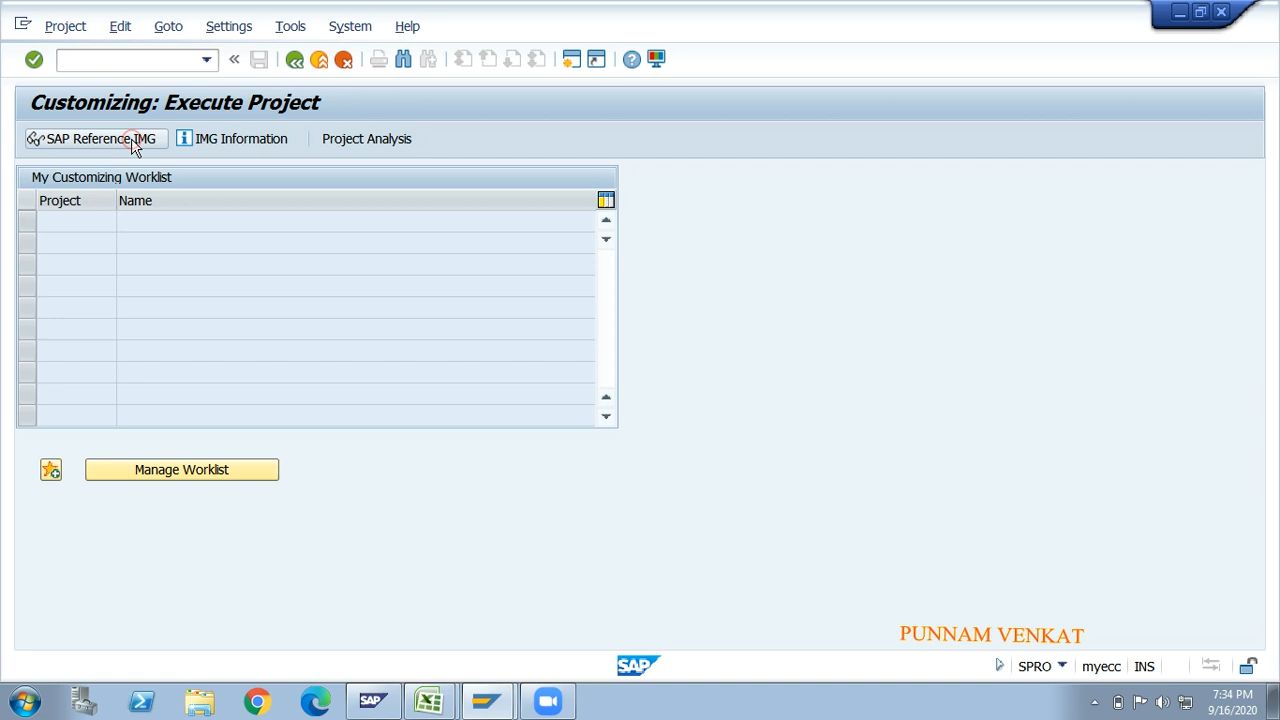 Project Edit Goto Settings Tools System Help
Customizing: Execute Project
SAP Reference IMG IMG Information Project Analysis
My Customizing Worklist
Project Name
Manage Worklist
PUNNAM VENKAT
SAP SPRO myecc INS
SAP 7:34 PM
9/16/2020